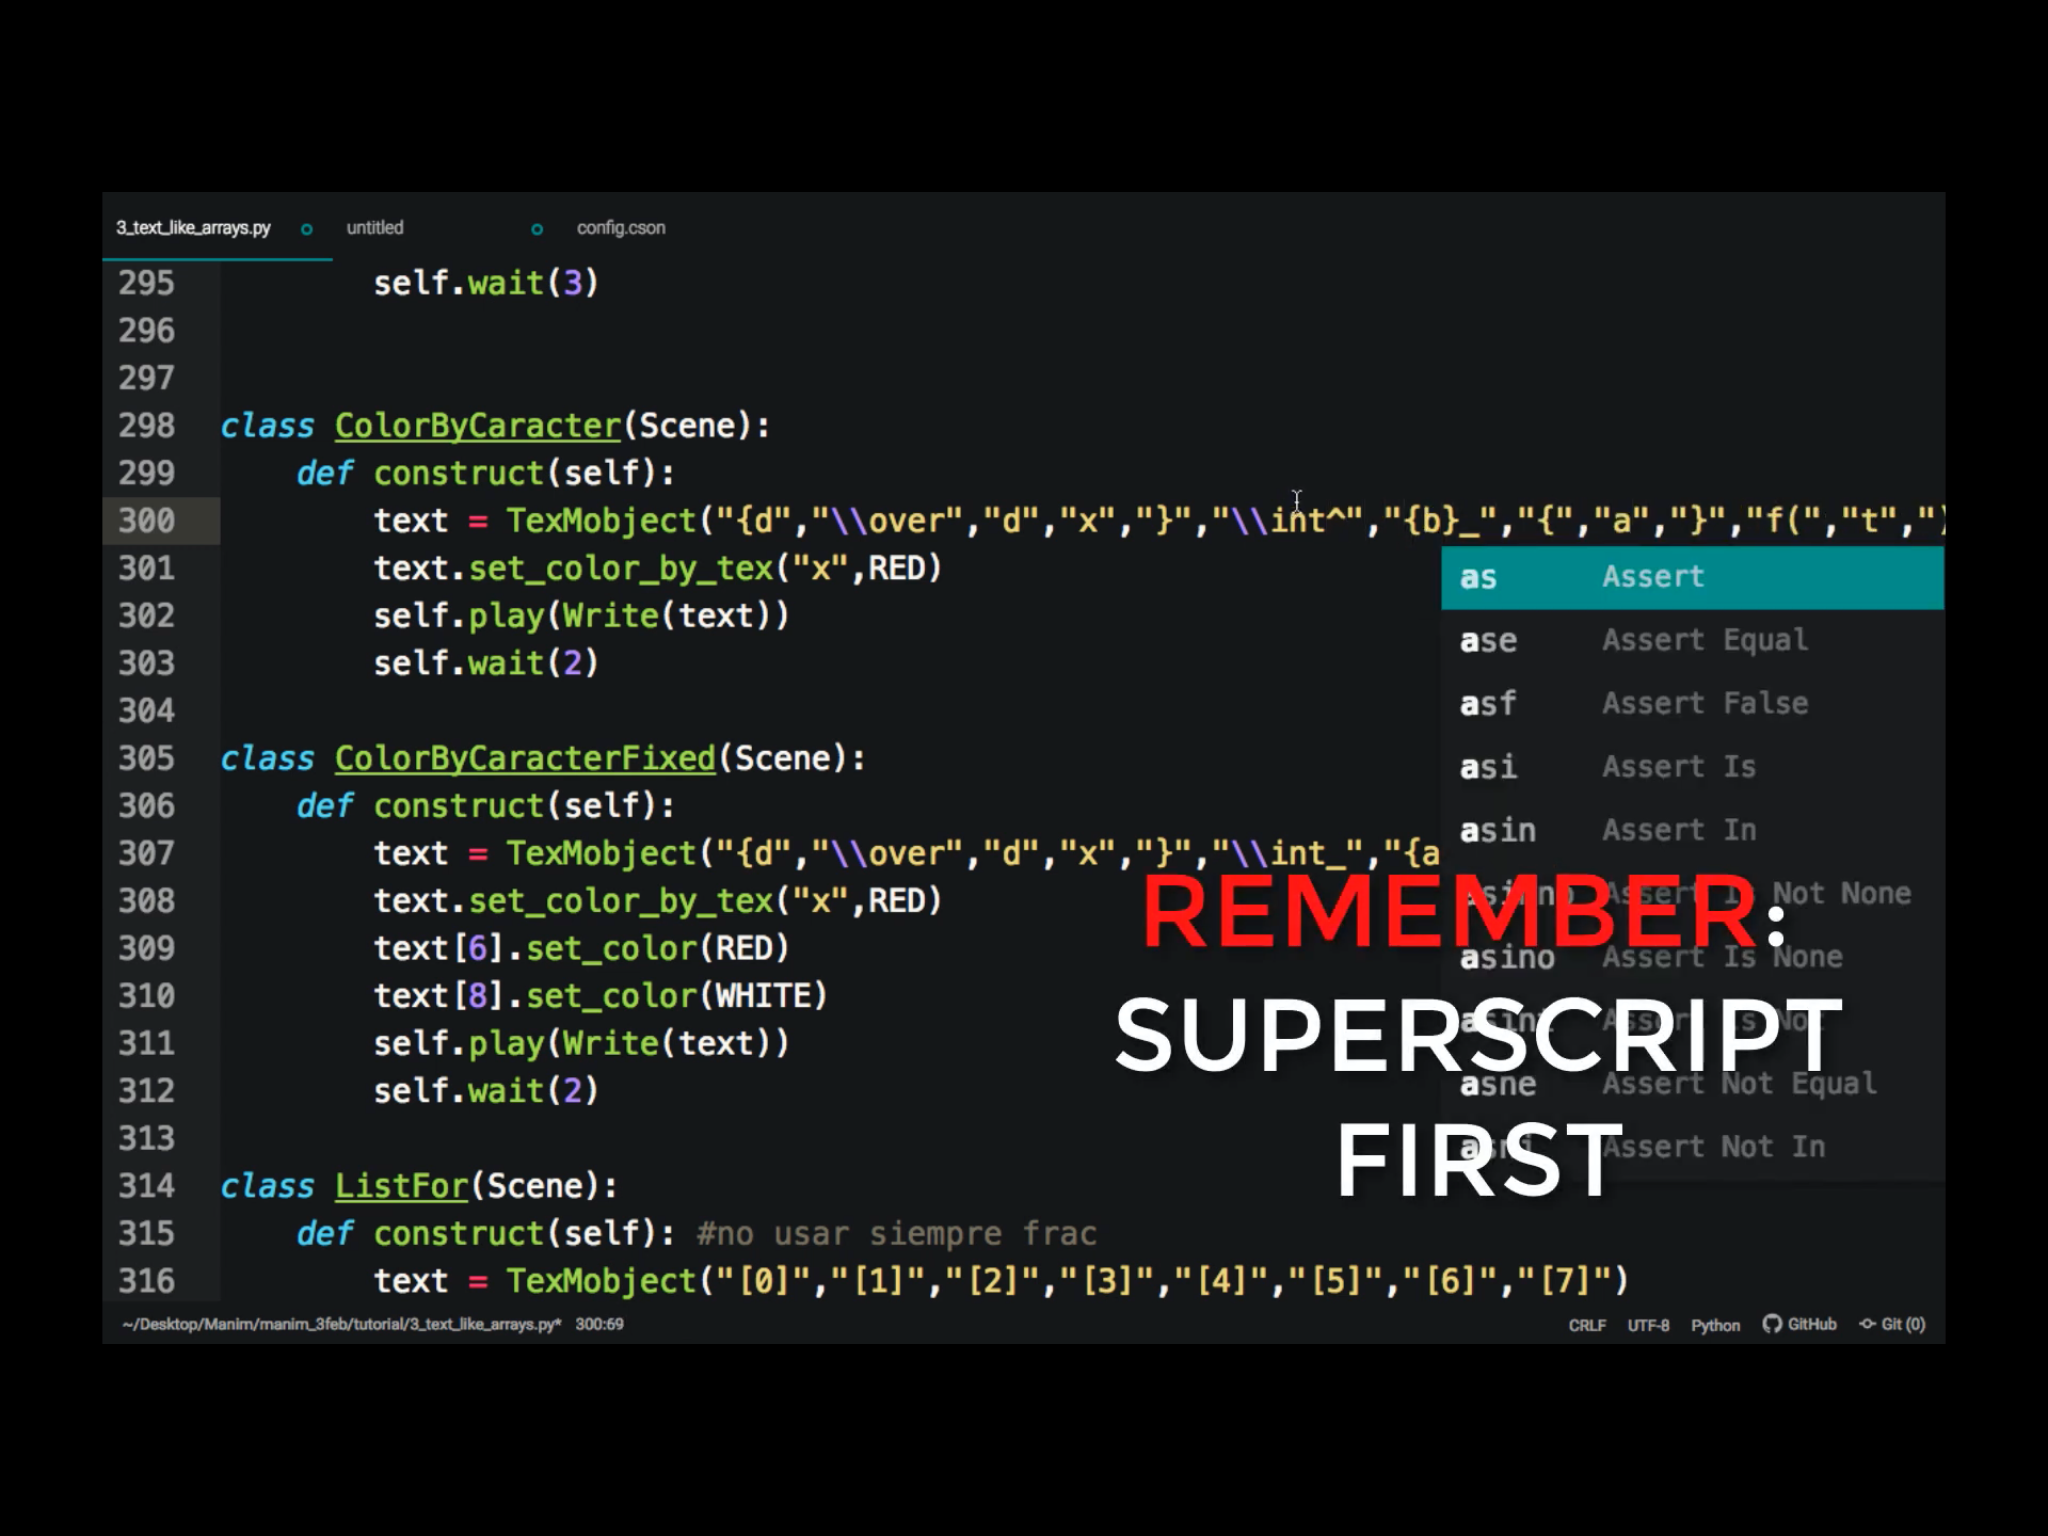 3_text_like_arrays.py untitled config.cson
295 self.wait(3)
296
297
298 class ColorByCaracter(Scene):
299 def construct(self):
300 text = TexMobject("{d","\\over","d","x","}","\\int^","{b}_","{","a","}","f(","t",")
301 text.set_color_by_tex("x",RED)
302 self.play(Write(text))
303 self.wait(2)
304
305 class ColorByCaracterFixed(Scene):
306 def construct(self):
307 text = TexMobject("{d","\\over","d","x","}","\\int_","{a
308 text.set_color_by_tex("x",RED)
309 text[6].set_color(RED)
310 text[8].set_color(WHITE)
311 self.play(Write(text))
312 self.wait(2)
313
314 class ListFor(Scene):
315 def construct(self): #no usar siempre frac
316 text = TexMobject("[0]","[1]","[2]","[3]","[4]","[5]","[6]","[7]")
as Assert
ase Assert Equal
asf Assert False
asi Assert Is
asin Assert In
Assert Is Not None
asino Assert Is None
Assert Is Not
asne Assert Not Equal
Assert Not In
REMEMBER:
SUPERSCRIPT
FIRST
~/Desktop/Manim/manim_3feb/tutorial/3_text_like_arrays.py* 300:69 CRLF UTF-8 Python GitHub Git (0)